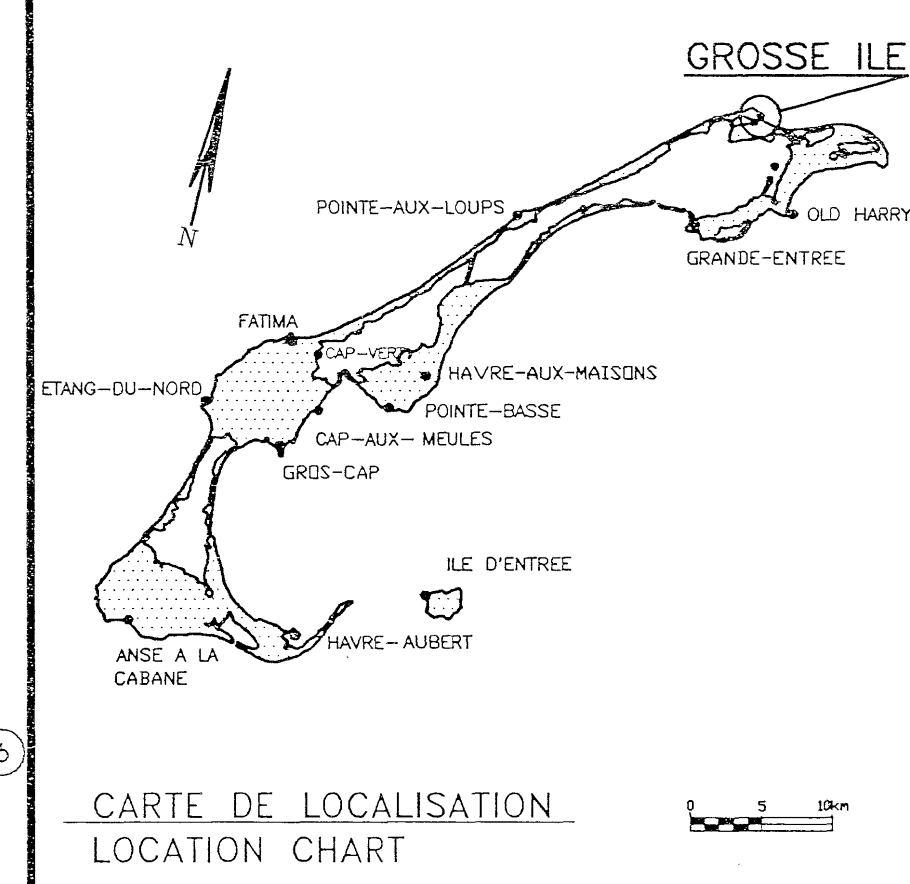 GROSSE ILE
POINTE-AUX-LOUPS
OLD HARRY
N
GRANDE-ENTREE
FATIMA
CAP-VERT
HAVRE-AUX-MAISONS
ETANG-DU-NORD
POINTE-BASSE
CAP-AUX- MEULES
GROS-CAP
ILE D'ENTREE
HAVRE-AUBERT
ANSE A LA
CABANE
CARTE DE LOCALISATION
LOCATION CHART
0 5 10km